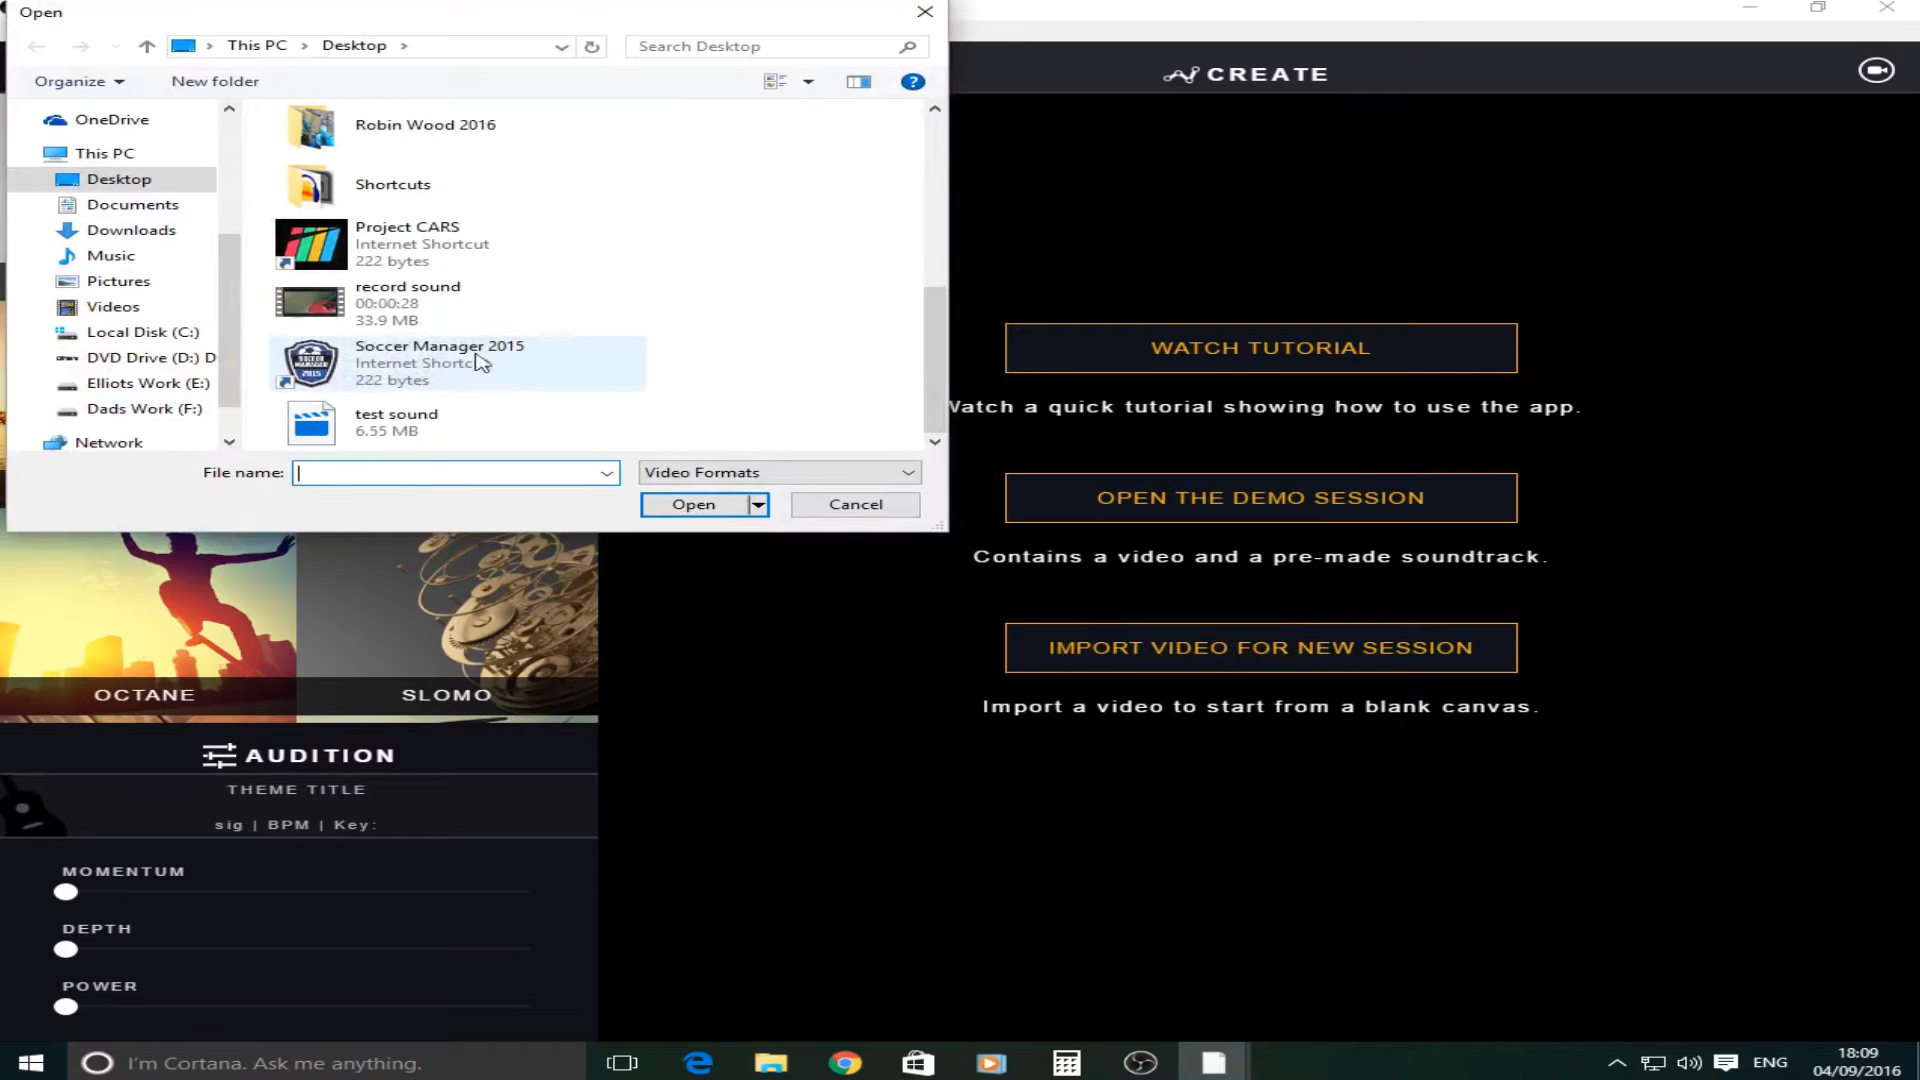 Open
This PC > Desktop >
Search Desktop
Organize
New folder
OneDrive
This PC
Desktop
Documents
Downloads
Music
Pictures
Videos
Local Disk (C:)
DVD Drive (D:) D
Elliots Work (E:)
Dads Work (F:)
Network
Robin Wood 2016
Shortcuts
Project CARS
Internet Shortcut
222 bytes
record sound
00:00:28
33.9 MB
Soccer Manager 2015
Internet Shortc
222 bytes
test sound
6.55 MB
File name:
Video Formats
Open
Cancel
CREATE
WATCH TUTORIAL
Watch a quick tutorial showing how to use the app.
OPEN THE DEMO SESSION
Contains a video and a pre-made soundtrack.
IMPORT VIDEO FOR NEW SESSION
Import a video to start from a blank canvas.
OCTANE
SLOMO
AUDITION
THEME TITLE
sig | BPM | Key:
MOMENTUM
DEPTH
POWER
I'm Cortana. Ask me anything.
ENG
18:09
04/09/2016